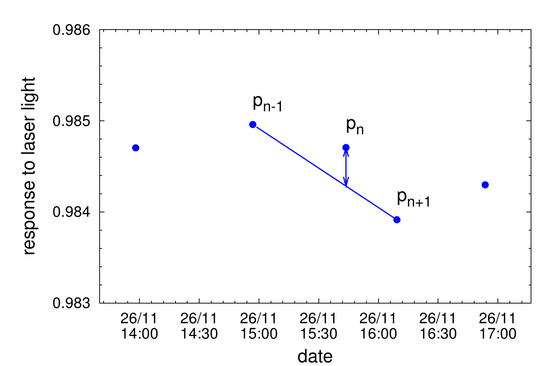 0.986
0.985
0.984
0.983
response to laser light
p_{n-1}
p_n
p_{n+1}
26/11 26/11 26/11 26/11 26/11 26/11 26/11
14:00 14:30 15:00 15:30 16:00 16:30 17:00
date